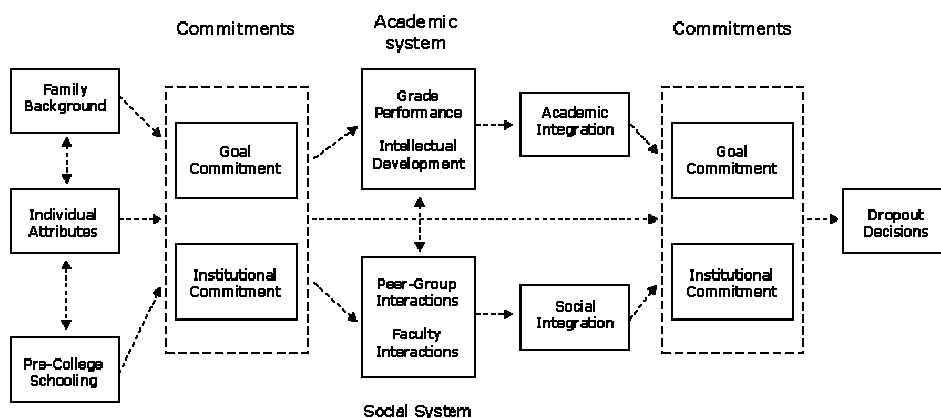 Commitments
Academic
system
Commitments
Family
Background
Individual
Attributes
Pre-College
Schooling
Goal
Commitment
Institutional
Commitment
Grade
Performance
Intellectual
Development
Peer-Group
Interactions
Faculty
Interactions
Social System
Academic
Integration
Social
Integration
Goal
Commitment
Institutional
Commitment
Dropout
Decisions